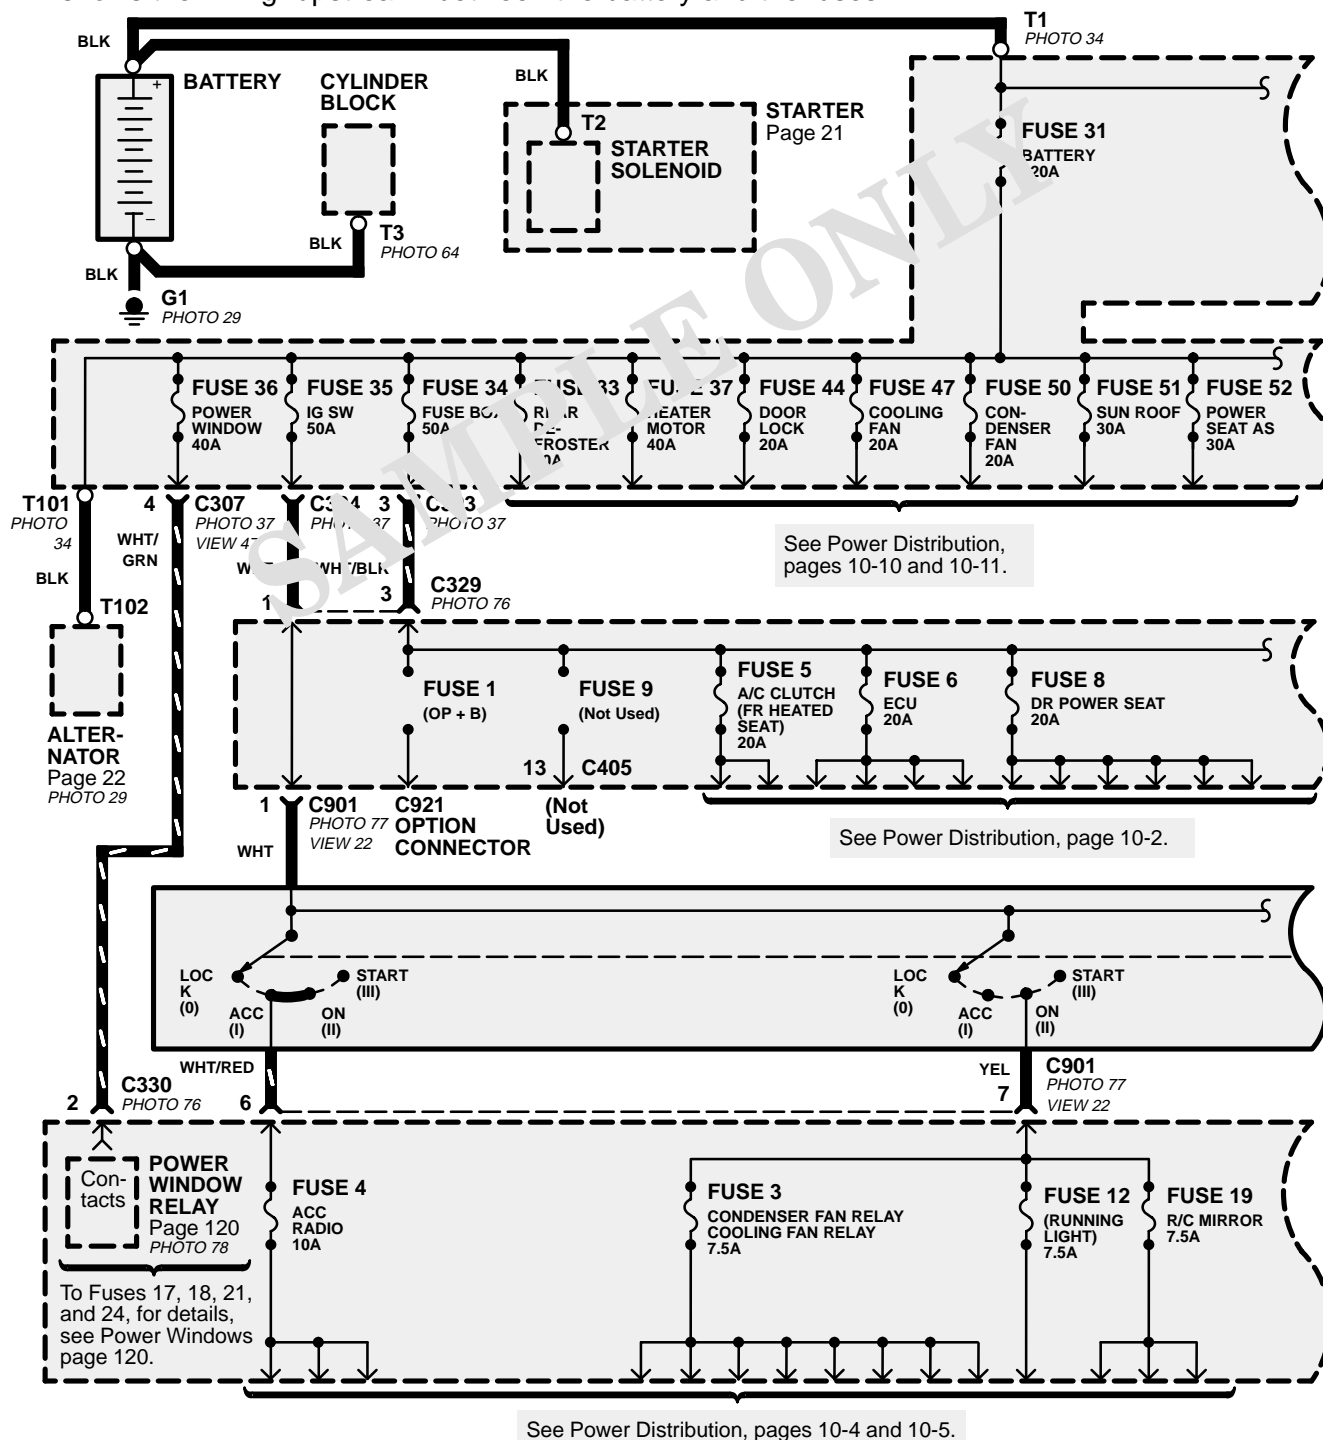 T1
PHOTO 34
BLK
BATTERY
CYLINDER
BLOCK
BLK
STARTER
Page 21
T2
STARTER
SOLENOID
FUSE 31
BATTERY
+
–
T3
PHOTO 64
BLK
BLK
G1
PHOTO 29
SAMPLE ONLY
FUSE 36
POWER
WINDOW
40A
FUSE 35
IG SW
50A
FUSE 34
FUSE BOX
50A
FUSE 37
HEATER
MOTOR
40A
FUSE 44
DOOR
LOCK
20A
FUSE 47
COOLING
FAN
20A
FUSE 50
CON-
DENSER
FAN
20A
FUSE 51
SUN ROOF
30A
FUSE 52
POWER
SEAT AS
30A
T101
PHOTO
34
4
C307
PHOTO 37
VIEW 47
3
PHOTO 37
WHT/
GRN
WHT/BLK
BLK
See Power Distribution,
pages 10-10 and 10-11.
1
3
C329
PHOTO 76
T102
ALTER-
NATOR
Page 22
PHOTO 29
FUSE 1
(OP + B)
FUSE 9
(Not Used)
FUSE 5
A/C CLUTCH
(FR HEATED
SEAT)
20A
FUSE 6
ECU
20A
FUSE 8
DR POWER SEAT
20A
13
C405
(Not
Used)
1
C901
PHOTO 77
VIEW 22
C921
OPTION
CONNECTOR
WHT
See Power Distribution, page 10-2.
LOC
K
(0)
ACC
(I)
ON
(II)
START
(III)
LOC
K
(0)
ACC
(I)
ON
(II)
START
(III)
WHT/RED
YEL
C901
PHOTO 77
VIEW 22
2
C330
PHOTO 76
6
7
Con-
tacts
POWER
WINDOW
RELAY
Page 120
PHOTO 78
FUSE 4
ACC
RADIO
10A
FUSE 3
CONDENSER FAN RELAY
COOLING FAN RELAY
7.5A
FUSE 12
(RUNNING
LIGHT)
7.5A
FUSE 19
R/C MIRROR
7.5A
To Fuses 17, 18, 21,
and 24, for details,
see Power Windows
page 120.
See Power Distribution, pages 10-4 and 10-5.